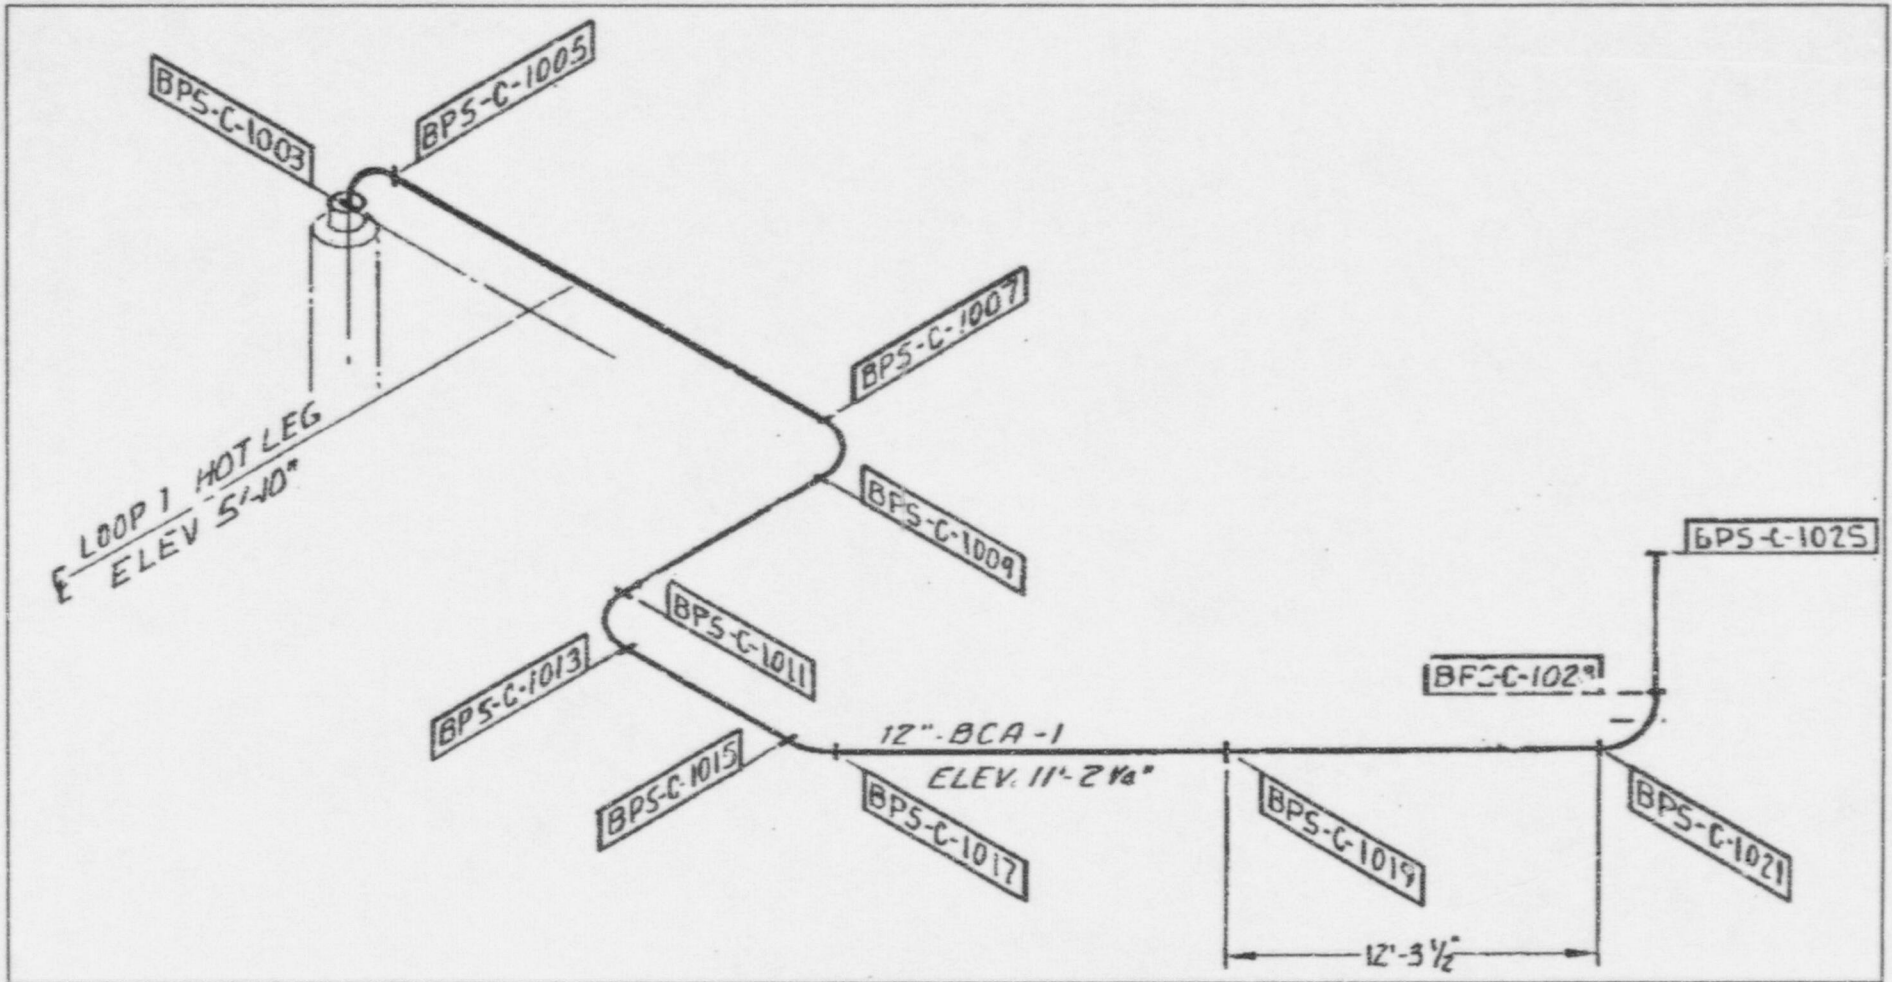 BPS-C-1003
BPS-C-1005
BPS-C-1007
BPS-C-1009
LOOP 1 HOT LEG
ELEV 5'-10"
BPS-C-1011
BPS-C-1013
BPS-C-1015
BPS-C-1017
12"-BCA-1
ELEV. 11'-2 1/4"
BPS-C-1019
BPS-C-1021
BPS-C-1025
12'-3 1/2"